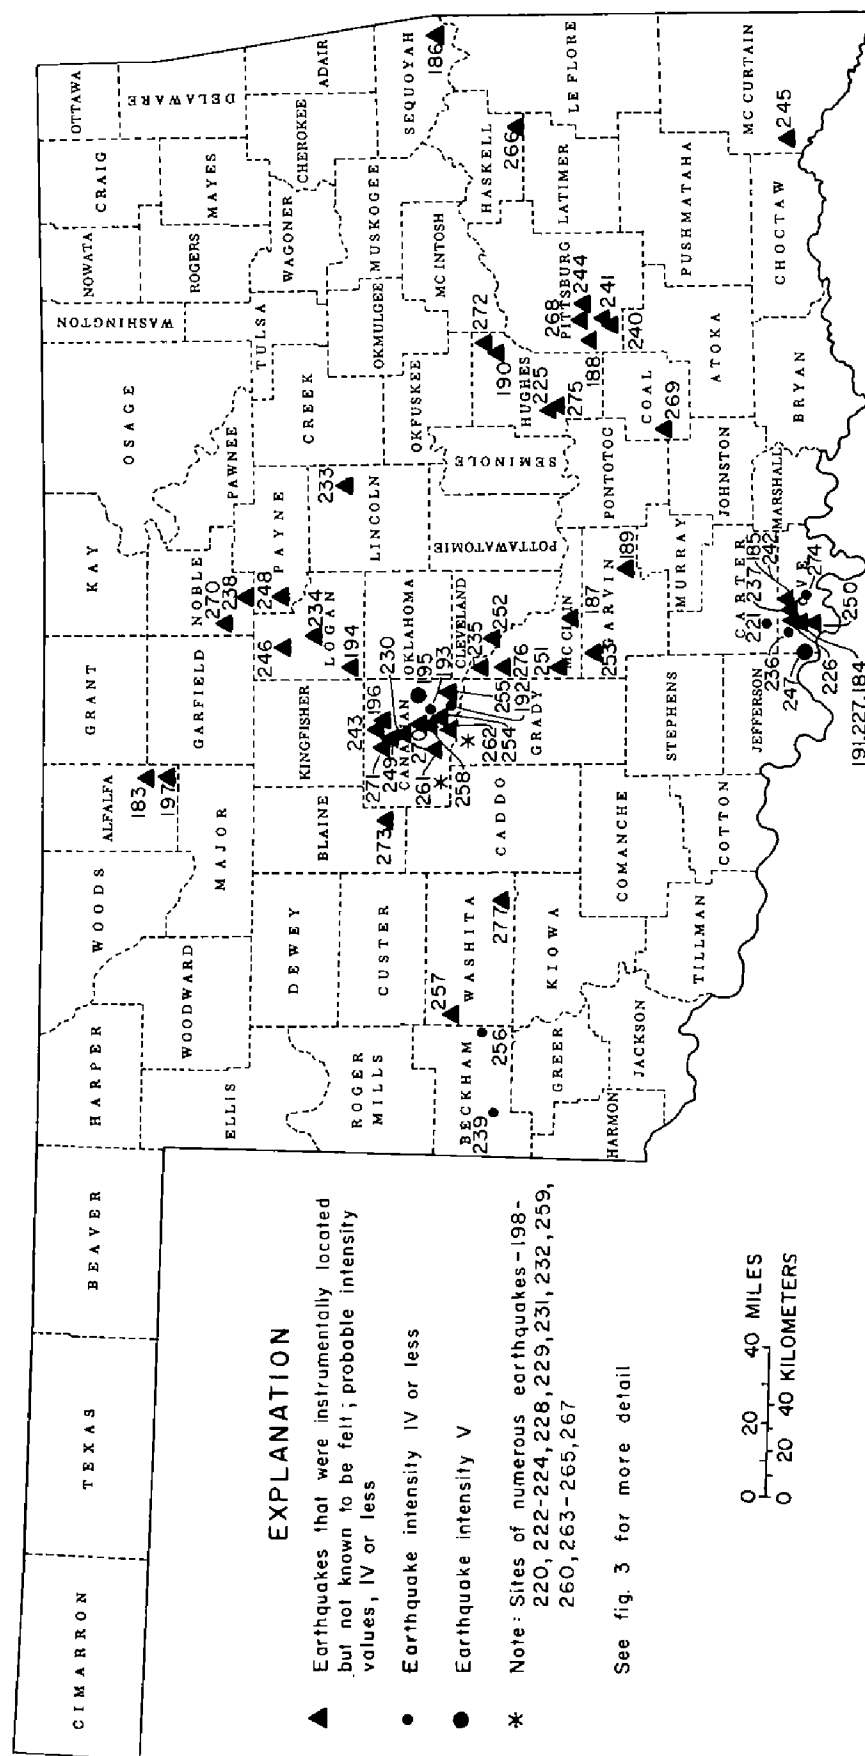 CIMARRON
TEXAS
BEAVER
HARPER
WOODS
ALFALFA
GRANT
KAY
OSAGE
WASHINGTON
NOWATA
CRAIG
OTTAWA
DELAWARE
MAYES
ROGERS
ELLIS
WOODWARD
MAJOR
GARFIELD
NOBLE
PAWNEE
TULSA
WAGONER
CHEROKEE
ADAIR
ROGER
MILLS
DEWEY
BLAINE
KINGFISHER
LOGAN
PAYNE
CREEK
OKMULGEE
MUSKOGEE
SEQUOYAH
CUSTER
CANADIAN
OKLAHOMA
LINCOLN
OKFUSKEE
MC INTOSH
HASKELL
LE FLORE
BECKHAM
WASHITA
CADDO
GRADY
CLEVELAND
POTTAWATOMIE
SEMINOLE
HUGHES
PITTSBURG
LATIMER
GREER
KIOWA
COMANCHE
MC CLAIN
GARVIN
PONTOTOC
COAL
ATOKA
PUSHMATAHA
MC CURTAIN
HARMON
JACKSON
TILLMAN
COTTON
STEPHENS
JEFFERSON
MURRAY
CARTER
LOVE
JOHNSTON
MARSHALL
BRYAN
CHOCTAW
183
197
270
238
248
246
234
194
233
230
195
193
196
243
249
271
270
261
258
262
254
192
255
276
235
252
251
253
187
189
273
277
257
256
239
272
190
225
275
268
244
241
240
188
269
266
186
245
185
242
237
221
236
247
226
274
250
191,227,184
EXPLANATION
Earthquakes that were instrumentally located
but not known to be felt; probable intensity
values, IV or less
Earthquake intensity IV or less
Earthquake intensity V
Note: Sites of numerous earthquakes-198-
220, 222-224, 228, 229, 231, 232, 259,
260, 263-265, 267
See fig. 3 for more detail
0 20 40 MILES
0 20 40 KILOMETERS